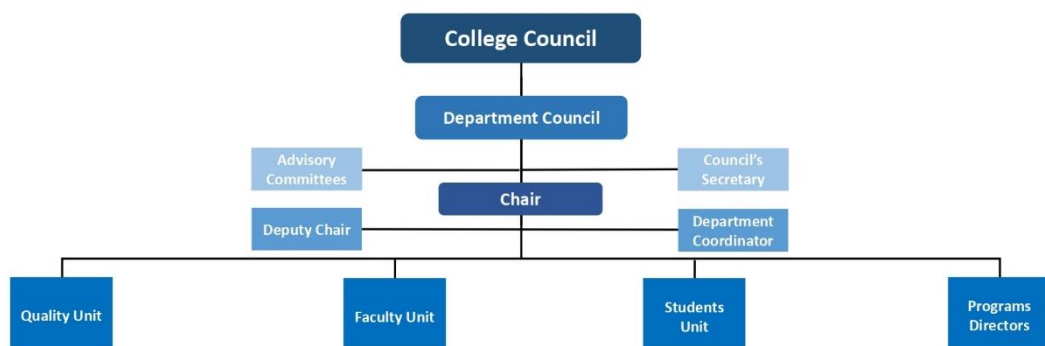 College Council
Department Council
Advisory
Committees
Council's
Secretary
Chair
Deputy Chair
Department
Coordinator
Quality Unit
Faculty Unit
Students
Unit
Programs
Directors